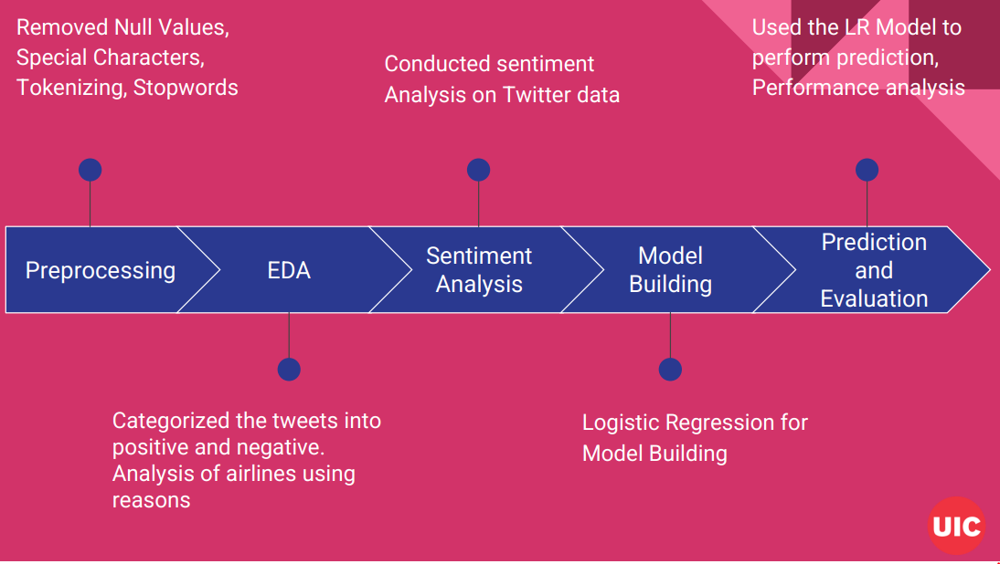 Removed Null Values,
Special Characters,
Tokenizing, Stopwords
Conducted sentiment
Analysis on Twitter data
Used the LR Model to
perform prediction,
Performance analysis
Preprocessing
EDA
Sentiment
Analysis
Model
Building
Prediction
and
Evaluation
Categorized the tweets into
positive and negative.
Analysis of airlines using
reasons
Logistic Regression for
Model Building
UIC